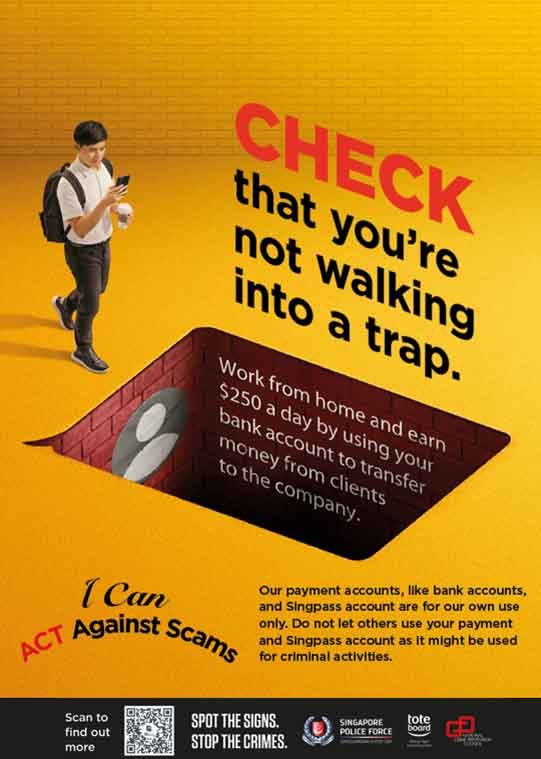 CHECK
that you're
not walking
into a trap.
Work from home and earn
$250 a day by using your
bank account to transfer
money from clients
to the company.
I Can
ACT Against Scams
Our payment accounts, like bank accounts,
and Singpass account are for our own use
only. Do not let others use your payment
and Singpass account as it might be used
for criminal activities.
Scan to
find out
more
SPOT THE SIGNS.
STOP THE CRIMES.
SINGAPORE
POLICE FORCE
tote
board
NATIONAL
CRIME PREVENTION
COUNCIL